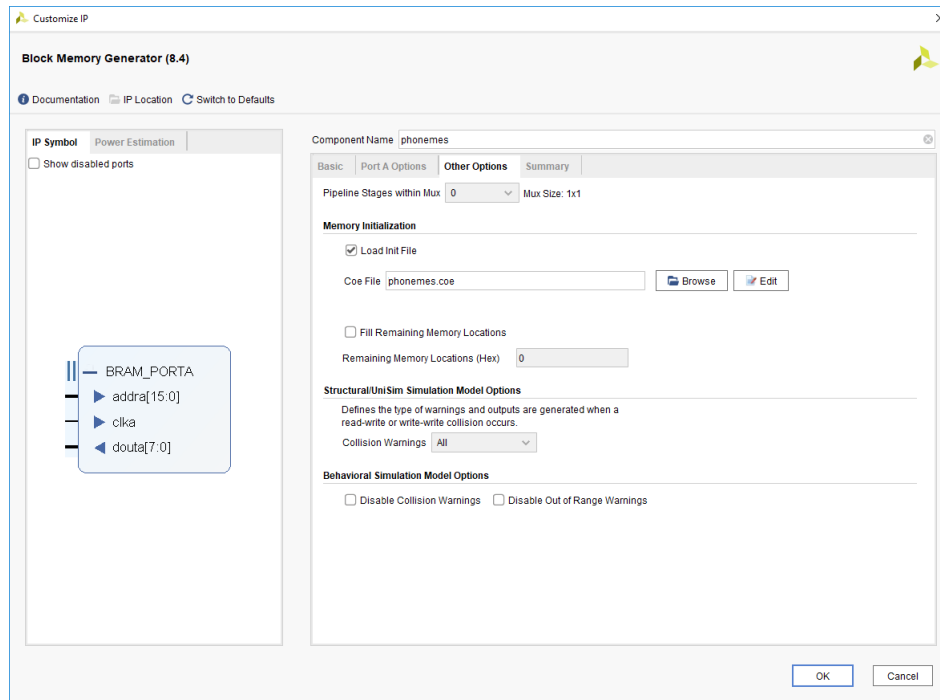 Customize IP
Block Memory Generator (8.4)
Documentation IP Location Switch to Defaults
IP Symbol Power Estimation
Show disabled ports
BRAM_PORTA
addra[15:0]
clka
douta[7:0]
Component Name phonemes
Basic Port A Options Other Options Summary
Pipeline Stages within Mux 0 Mux Size: 1x1
Memory Initialization
Load Init File
Coe File phonemes.coe Browse Edit
Fill Remaining Memory Locations
Remaining Memory Locations (Hex) 0
Structural/UniSim Simulation Model Options
Defines the type of warnings and outputs are generated when a
read-write or write-write collision occurs.
Collision Warnings All
Behavioral Simulation Model Options
Disable Collision Warnings Disable Out of Range Warnings
OK Cancel